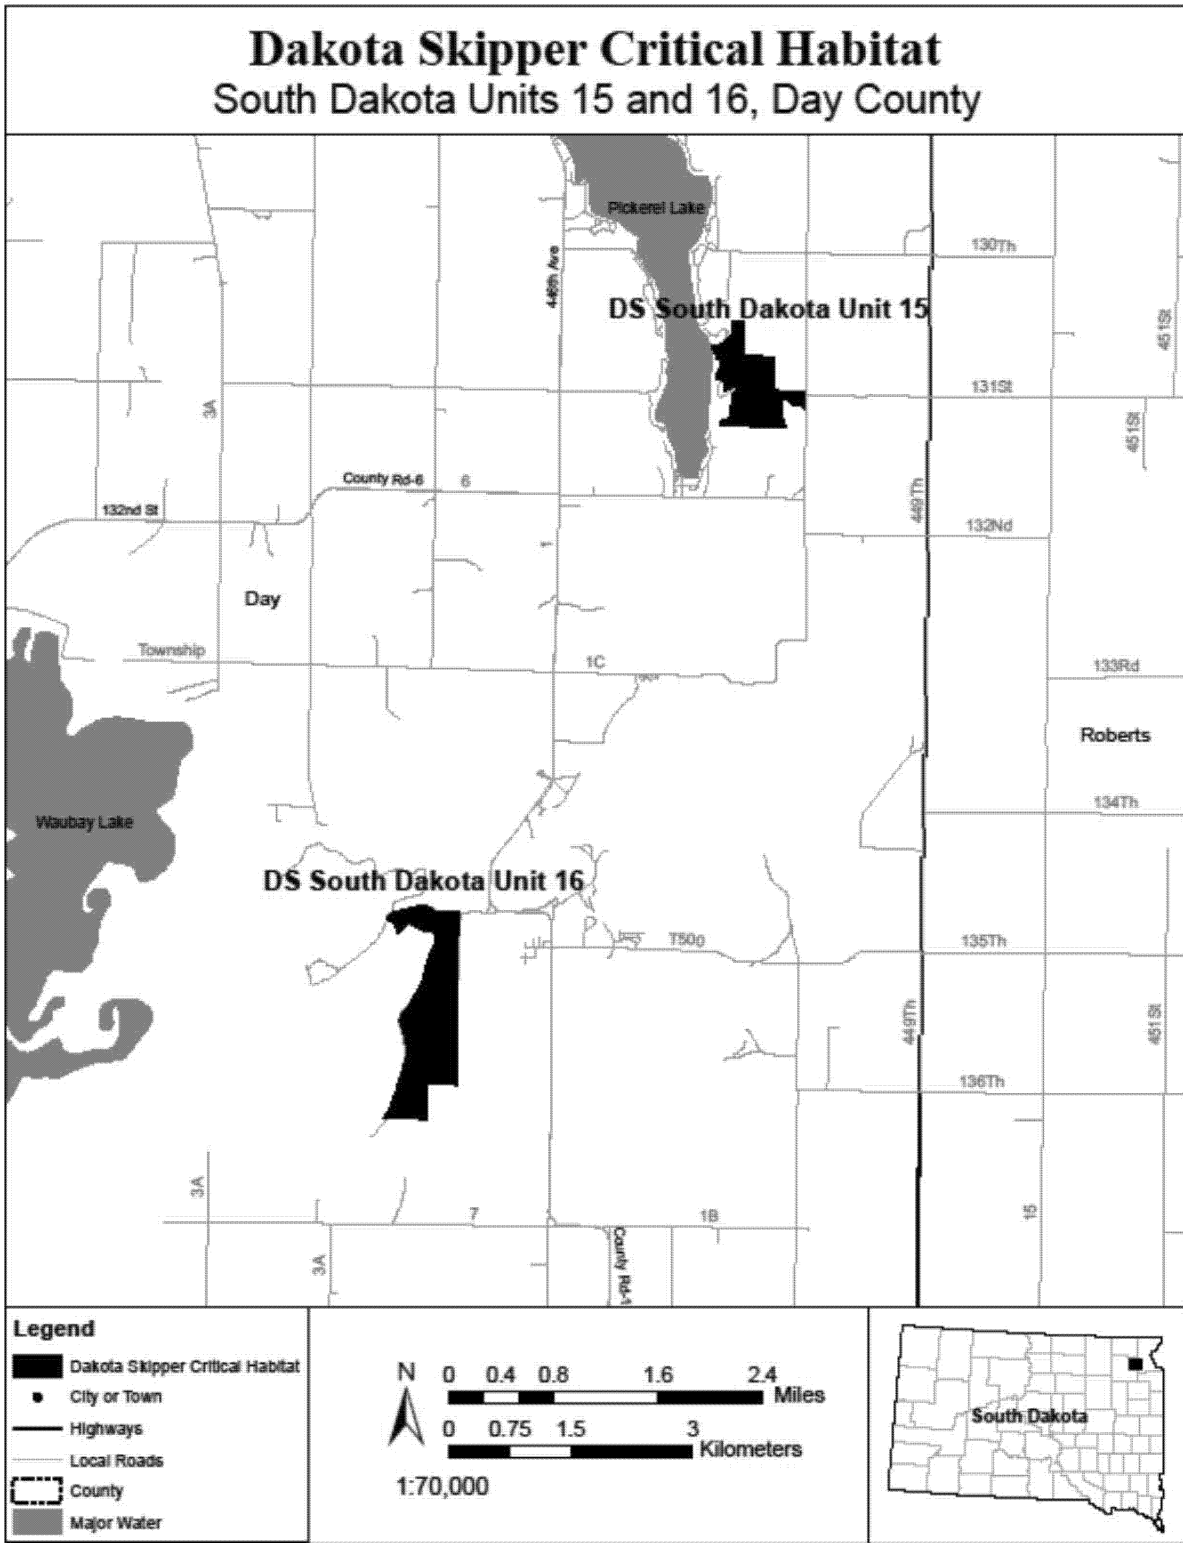 Dakota Skipper Critical Habitat
South Dakota Units 15 and 16, Day County
Pickerel Lake
446th Ave
130Th
DS South Dakota Unit 15
451St
3A
131St
451St
County Rd-6
6
449Th
132nd St
132Nd
1
Day
Township
1C
133Rd
Roberts
134Th
Waubay Lake
DS South Dakota Unit 16
T500
135Th
449Th
451St
136Th
3A
7
1B
15
3A
County Rd-1
Legend
Dakota Skipper Critical Habitat
City or Town
Highways
Local Roads
County
Major Water
N
0 0.4 0.8 1.6 2.4
Miles
0 0.75 1.5 3
Kilometers
1:70,000
South Dakota